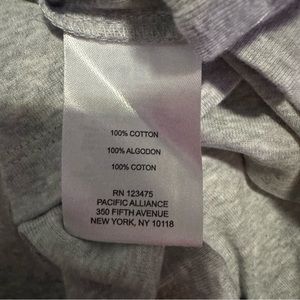 100% COTTON
100% ALGODON
100% COTON
RN 123475
PACIFIC ALLIANCE
350 FIFTH AVENUE
NEW YORK, NY 10118